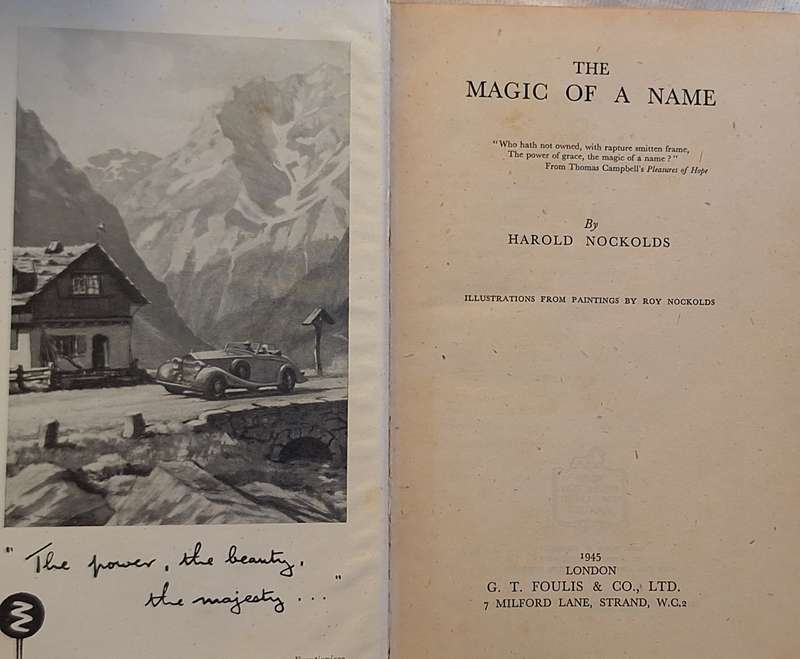 " The power, the beauty,
the majesty ... "
THE
MAGIC OF A NAME
"Who hath not owned, with rapture smitten frame,
The power of grace, the magic of a name?"
From Thomas Campbell's Pleasures of Hope
By
HAROLD NOCKOLDS
ILLUSTRATIONS FROM PAINTINGS BY ROY NOCKOLDS
1945
LONDON
G. T. FOULIS & CO., LTD.
7 MILFORD LANE, STRAND, W.C.2